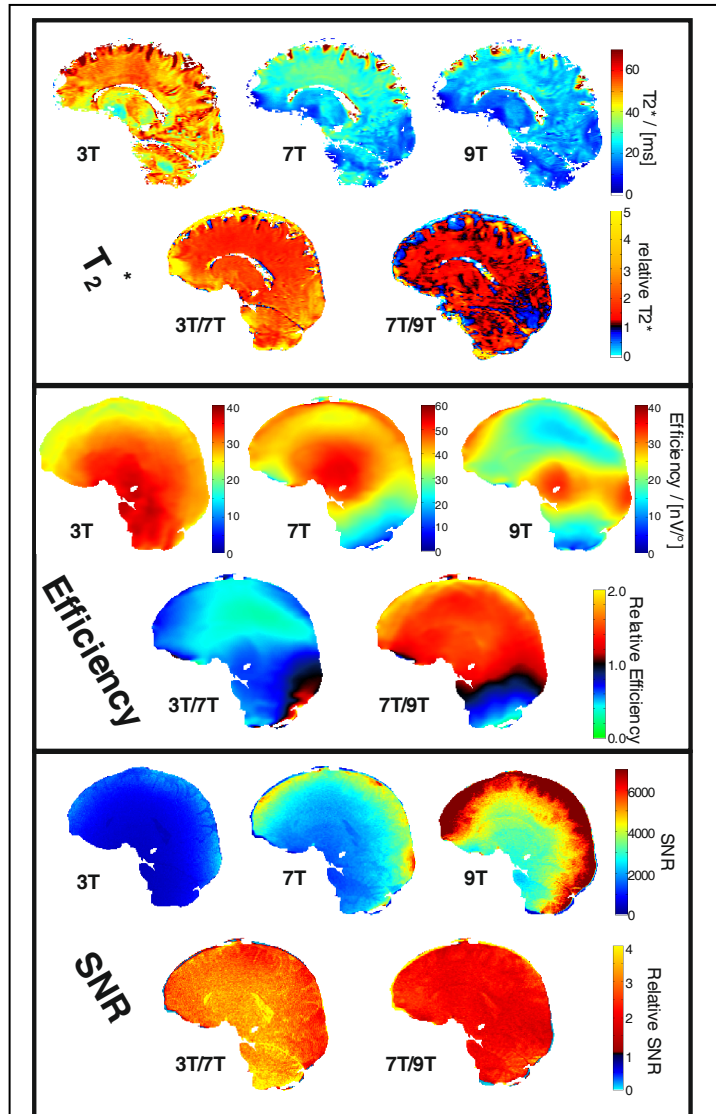 3T
7T
9T
60
40
20
0
T2* / [ms]
T2*
3T/7T
7T/9T
5
4
3
2
1
0
relative T2*
3T
40
30
20
10
0
7T
60
50
40
30
20
10
0
9T
40
30
20
10
0
Efficiency / [nV/°]
Efficiency
3T/7T
7T/9T
2.0
1.0
0.0
Relative Efficiency
3T
7T
9T
6000
4000
2000
0
SNR
SNR
3T/7T
7T/9T
4
3
2
1
0
Relative SNR